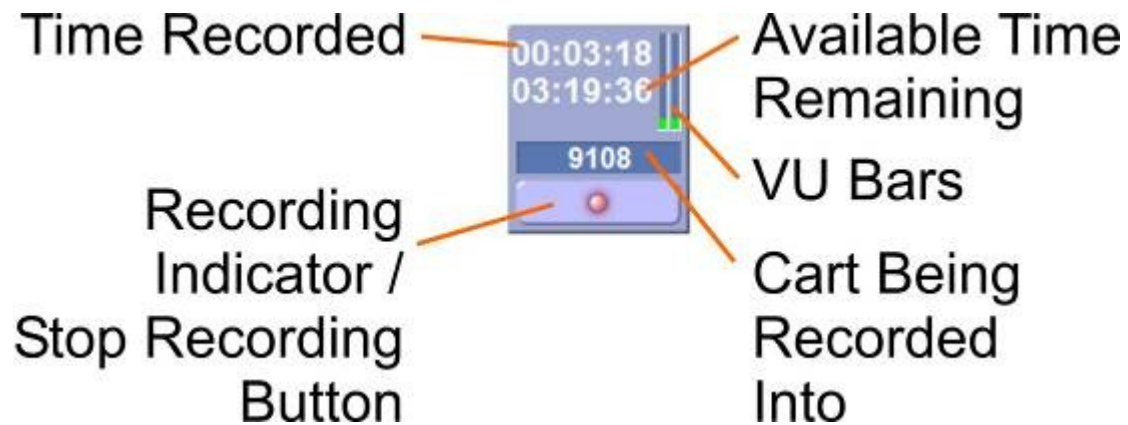 Time Recorded
00:03:18
03:19:36
9108
Available Time
Remaining
VU Bars
Recording
Indicator /
Stop Recording
Button
Cart Being
Recorded
Into